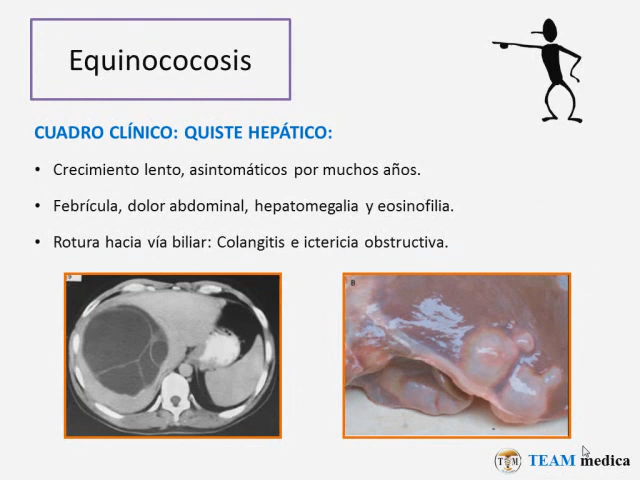 Equinococosis
CUADRO CLÍNICO: QUISTE HEPÁTICO:
• Crecimiento lento, asintomáticos por muchos años.
• Febrícula, dolor abdominal, hepatomegalia y eosinofilia.
• Rotura hacia vía biliar: Colangitis e ictericia obstructiva.
B
TEAM medica